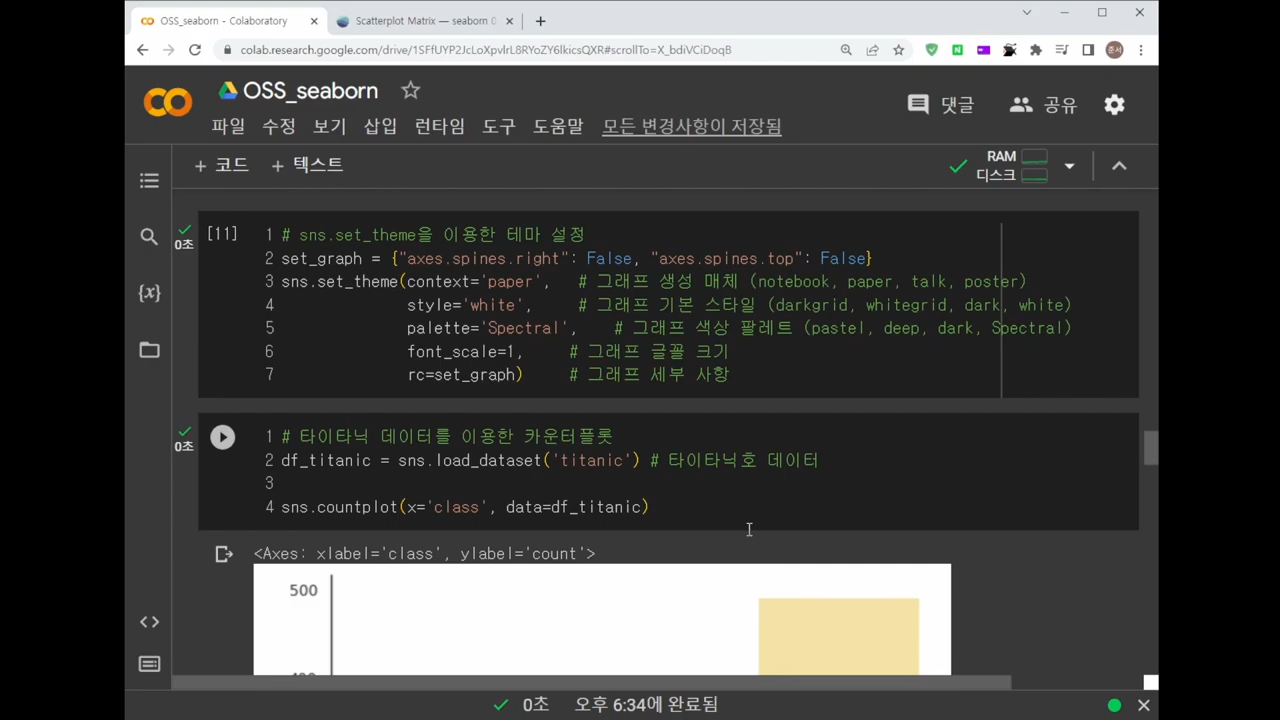 OSS_seaborn - Colaboratory
Scatterplot Matrix — seaborn 0
colab.research.google.com/drive/1SFfUYP2JcLoXpvlrL8RYoZY6lkicsQXR#scrollTo=X_bdiVCiDoqB
준서
OSS_seaborn
댓글
공유
파일 수정 보기 삽입 런타임 도구 도움말 모든 변경사항이 저장됨
+ 코드 + 텍스트
RAM
디스크
0초
[11]
1 # sns.set_theme을 이용한 테마 설정
2 set_graph = {"axes.spines.right": False, "axes.spines.top": False}
3 sns.set_theme(context='paper', # 그래프 생성 매체 (notebook, paper, talk, poster)
4 style='white', # 그래프 기본 스타일 (darkgrid, whitegrid, dark, white)
5 palette='Spectral', # 그래프 색상 팔레트 (pastel, deep, dark, Spectral)
6 font_scale=1, # 그래프 글꼴 크기
7 rc=set_graph) # 그래프 세부 사항
0초
1 # 타이타닉 데이터를 이용한 카운터플롯
2 df_titanic = sns.load_dataset('titanic') # 타이타닉호 데이터
3
4 sns.countplot(x='class', data=df_titanic)
<Axes: xlabel='class', ylabel='count'>
500
0초 오후 6:34에 완료됨